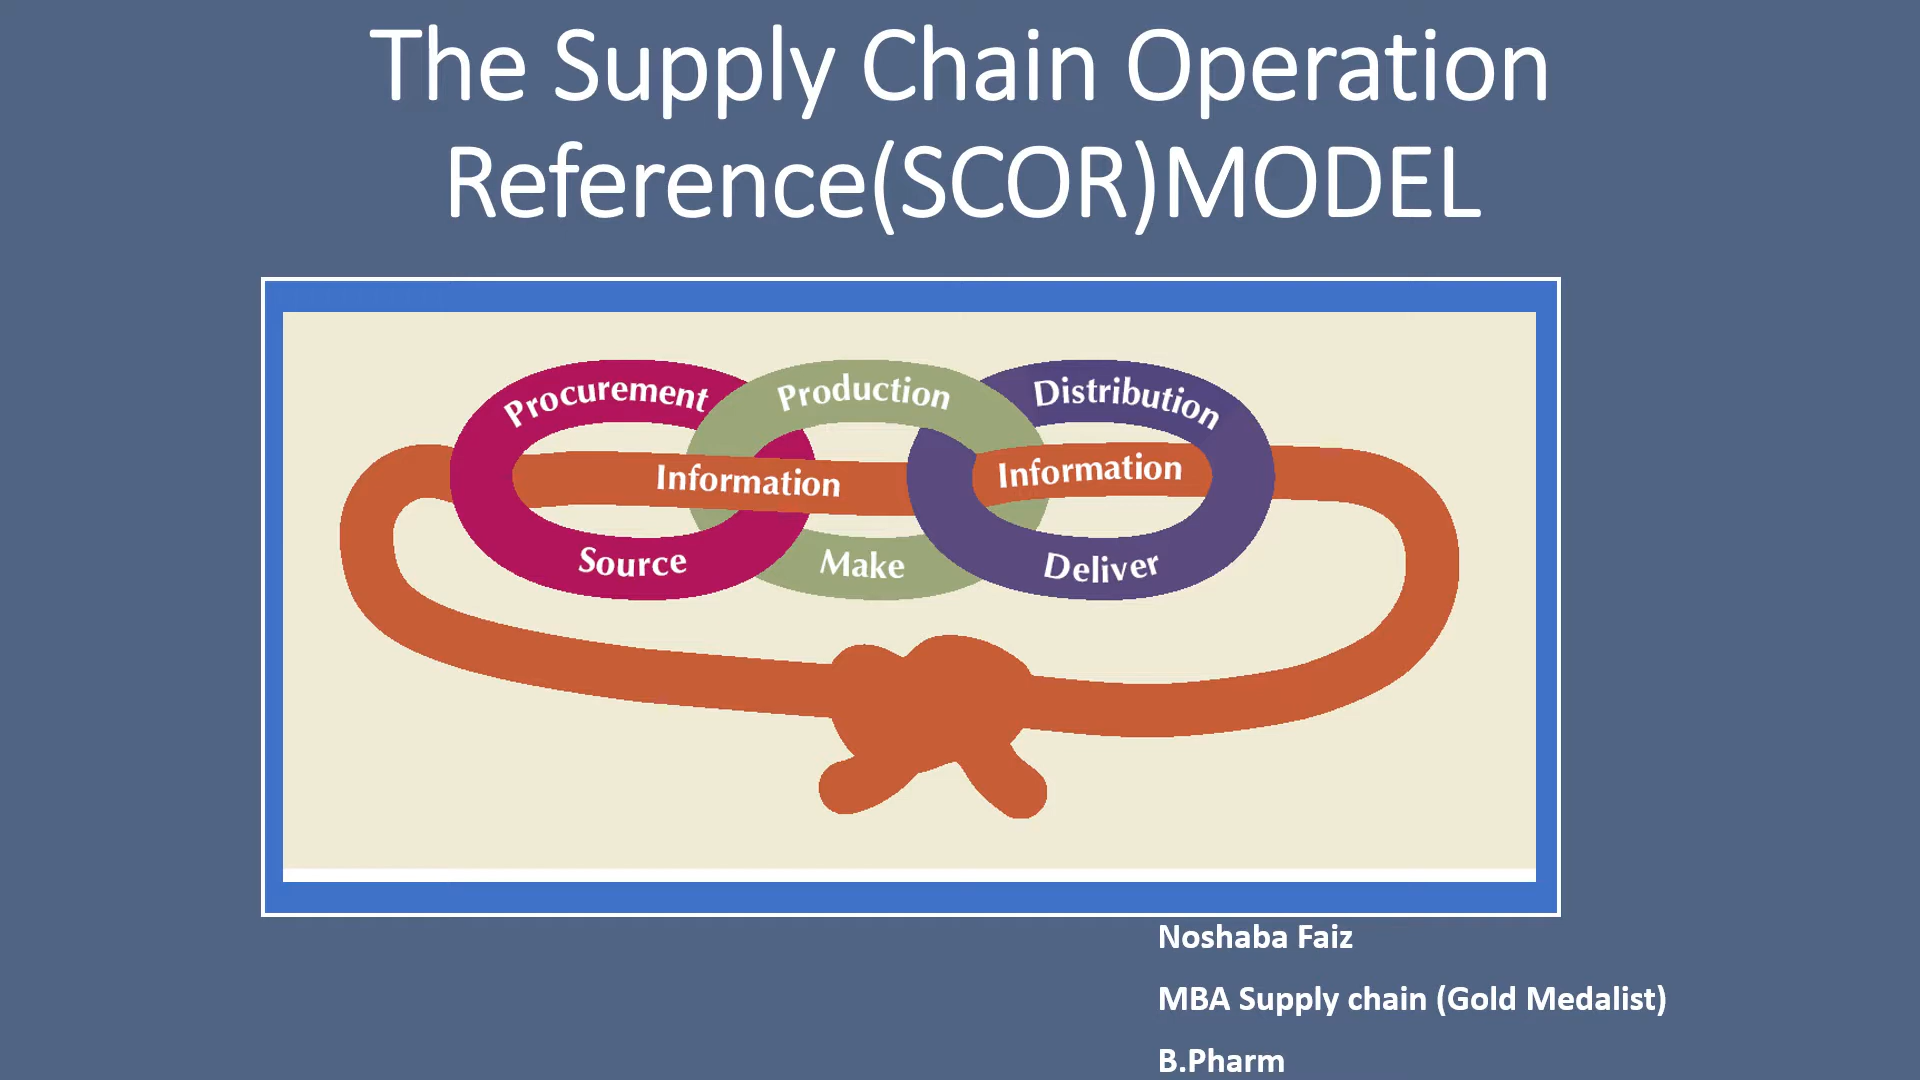 The Supply Chain Operation
Reference(SCOR)MODEL
Procurement
Production
Distribution
Information
Information
Source
Make
Deliver
Noshaba Faiz
MBA Supply chain (Gold Medalist)
B.Pharm